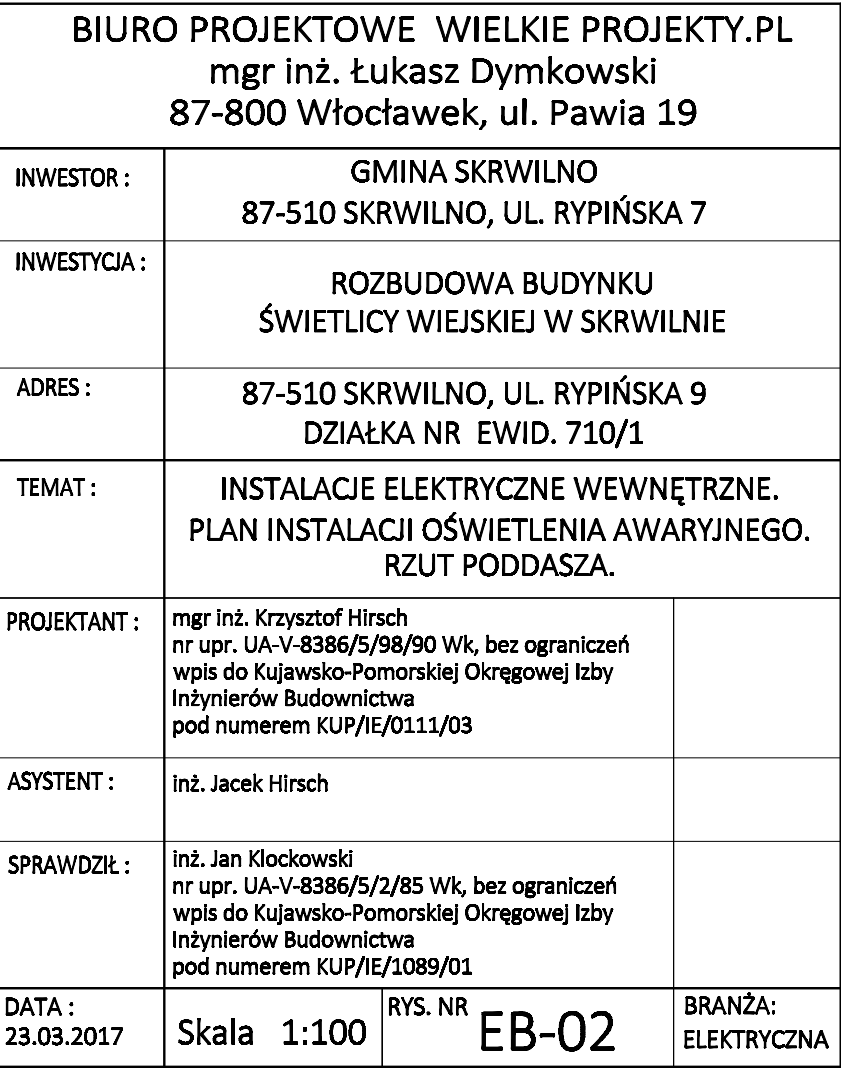 BIURO PROJEKTOWE WIELKIE PROJEKTY.PL
mgr inż. Łukasz Dymkowski
87-800 Włocławek, ul. Pawia 19
INWESTOR :
GMINA SKRWILNO
87-510 SKRWILNO, UL. RYPIŃSKA 7
INWESTYCJA :
ROZBUDOWA BUDYNKU
ŚWIETLICY WIEJSKIEJ W SKRWILNIE
ADRES :
87-510 SKRWILNO, UL. RYPIŃSKA 9
DZIAŁKA NR EWID. 710/1
TEMAT :
INSTALACJE ELEKTRYCZNE WEWNĘTRZNE.
PLAN INSTALACJI OŚWIETLENIA AWARYJNEGO.
RZUT PODDASZA.
PROJEKTANT :
mgr inż. Krzysztof Hirsch
nr upr. UA-V-8386/5/98/90 Wk, bez ograniczeń
wpis do Kujawsko-Pomorskiej Okręgowej Izby
Inżynierów Budownictwa
pod numerem KUP/IE/0111/03
ASYSTENT :
inż. Jacek Hirsch
SPRAWDZIŁ :
inż. Jan Klockowski
nr upr. UA-V-8386/5/2/85 Wk, bez ograniczeń
wpis do Kujawsko-Pomorskiej Okręgowej Izby
Inżynierów Budownictwa
pod numerem KUP/IE/1089/01
DATA :
23.03.2017
Skala 1:100
RYS. NR EB-02
BRANŻA:
ELEKTRYCZNA